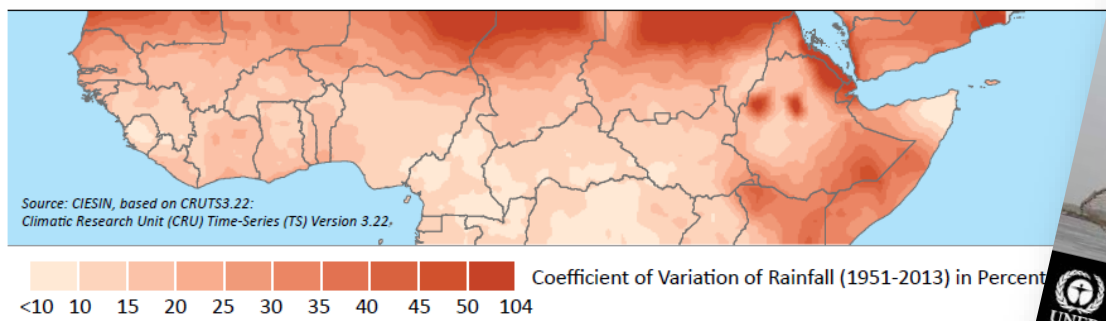 Source: CIESIN, based on CRUTS3.22:
Climatic Research Unit (CRU) Time-Series (TS) Version 3.22.
Coefficient of Variation of Rainfall (1951-2013) in Percent
<10 10 15 20 25 30 35 40 45 50 104